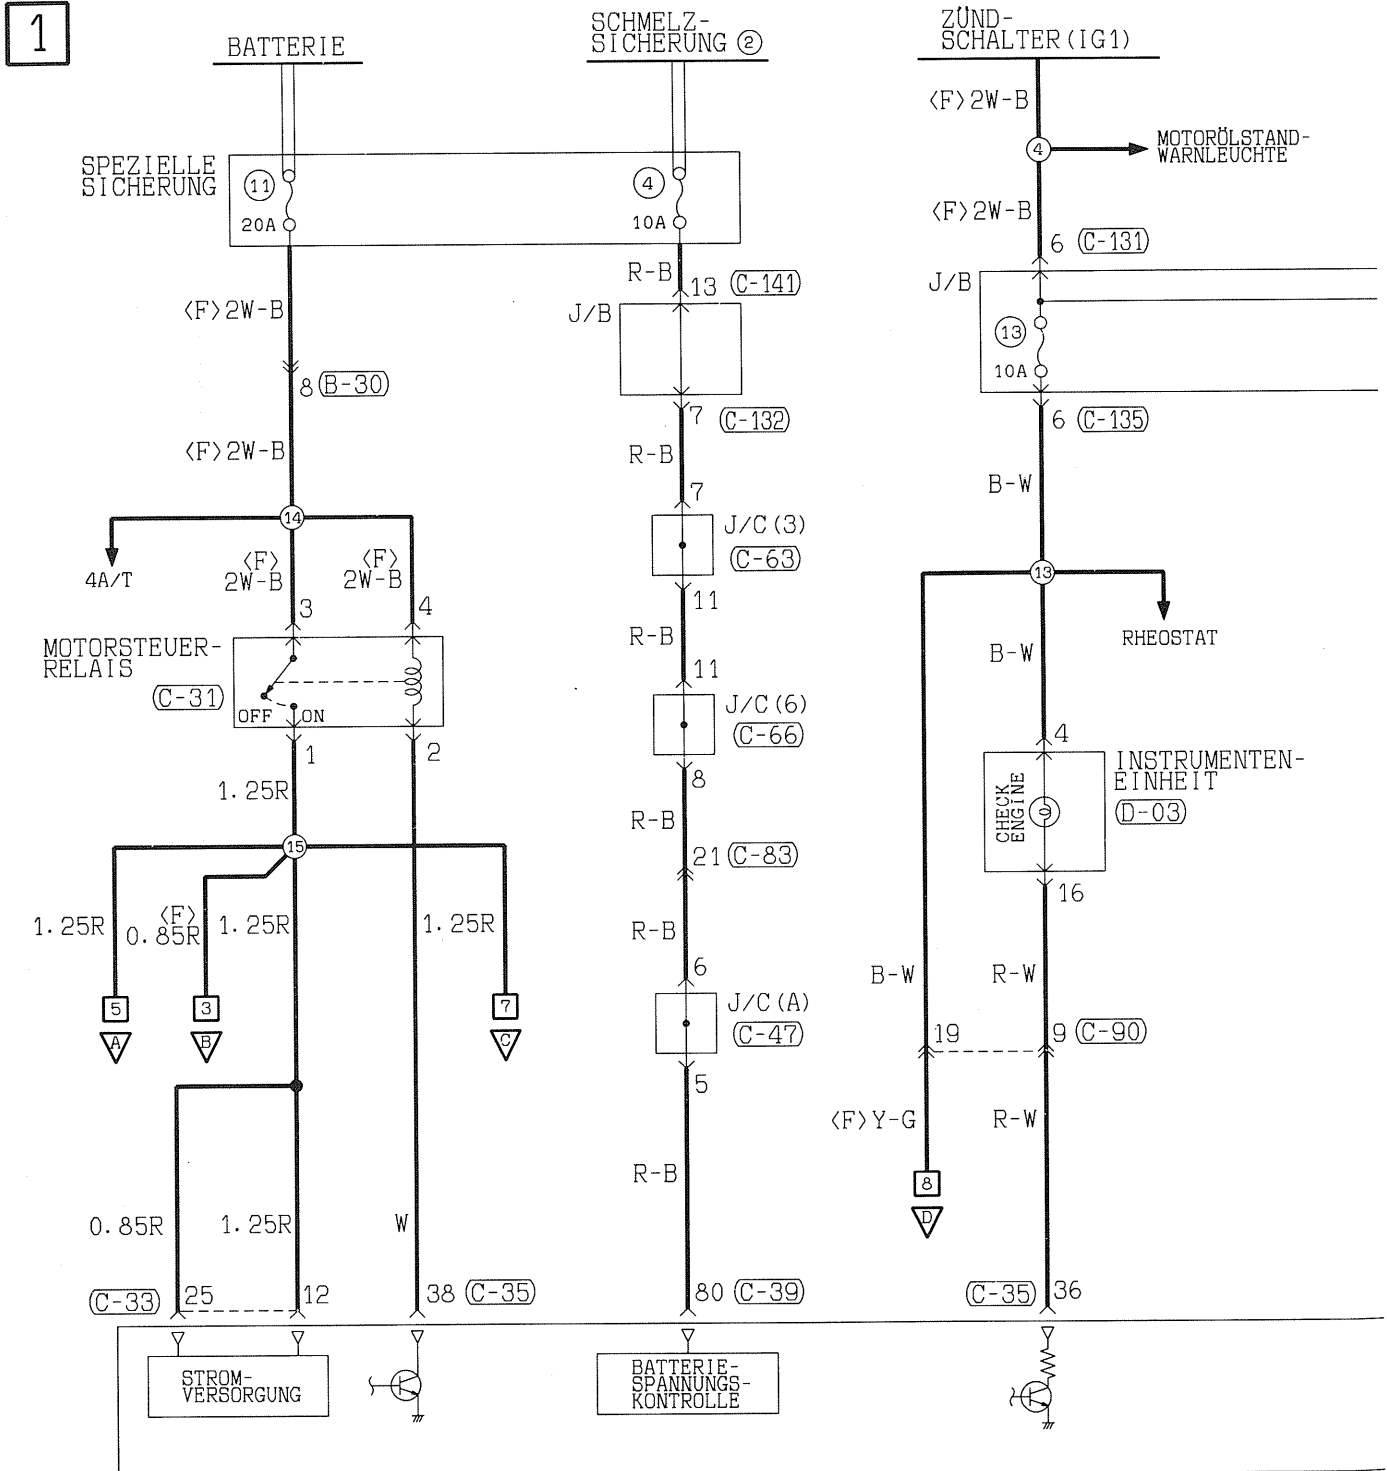 1
BATTERIE
SCHMELZ-
SICHERUNG ②
ZÜND-
SCHALTER(IG1)
<F>2W-B
4
MOTORÖLSTAND-
WARNLEUCHTE
SPEZIELLE
SICHERUNG
11
20A
4
10A
<F>2W-B
6 (C-131)
R-B
13 (C-141)
J/B
J/B
<F>2W-B
13
10A
8 (B-30)
7 (C-132)
6 (C-135)
<F>2W-B
R-B
B-W
7
14
J/C(3)
(C-63)
4A/T
<F>
2W-B
<F>
2W-B
13
3
4
11
R-B
RHEOSTAT
MOTORSTEUER-
RELAIS
(C-31)
OFF
ON
B-W
11
J/C(6)
(C-66)
1
2
4
8
1.25R
INSTRUMENTEN-
EINHEIT
(D-03)
CHECK
ENGINE
R-B
15
21 (C-83)
16
1.25R
<F>
0.85R
1.25R
1.25R
R-B
6
B-W
R-W
5
A
3
B
7
C
J/C(A)
(C-47)
19
9 (C-90)
5
<F>Y-G
R-W
R-B
8
D
0.85R
1.25R
W
(C-33)
25
12
38 (C-35)
80 (C-39)
(C-35)
36
STROM-
VERSORGUNG
BATTERIE-
SPANNUNGS-
KONTROLLE